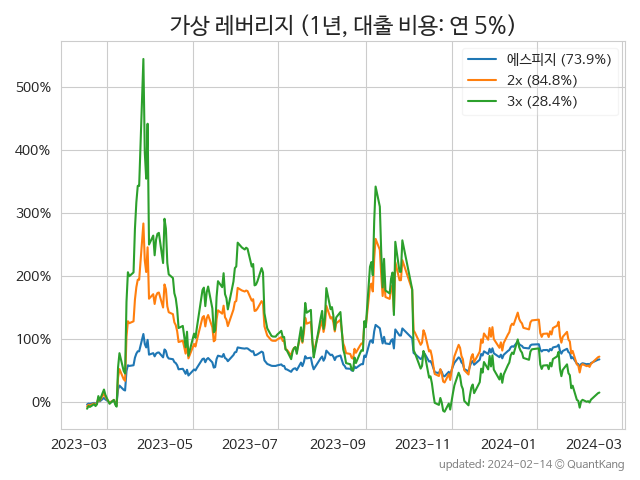 가상 레버리지 (1년, 대출 비용: 연 5%)
에스피지 (73.9%)
2x (84.8%)
3x (28.4%)
500%
400%
300%
200%
100%
0%
2023-03 2023-05 2023-07 2023-09 2023-11 2024-01 2024-03
updated: 2024-02-14 © QuantKang